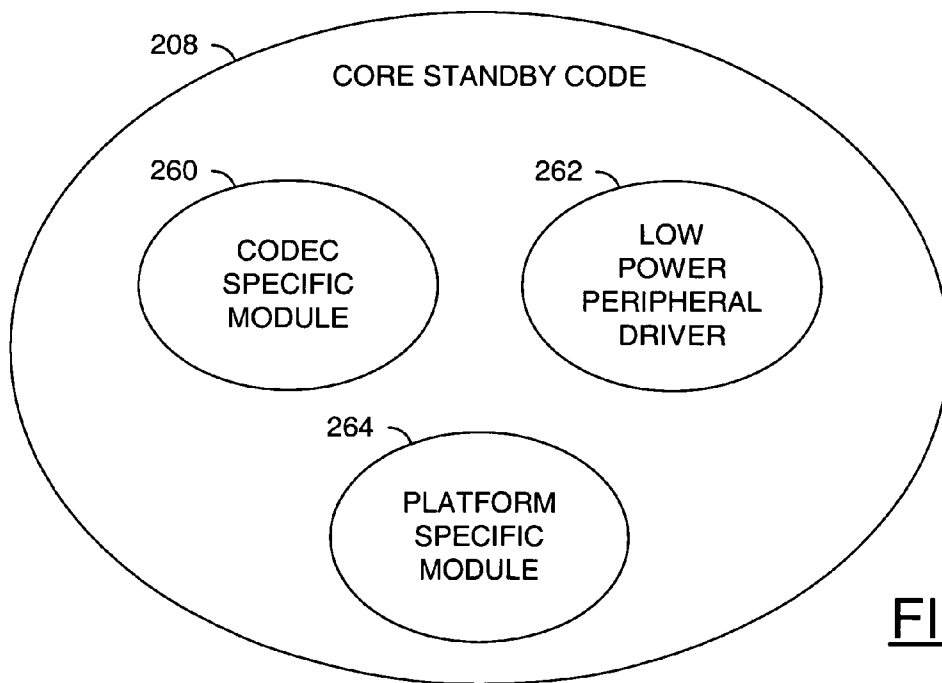 208
CORE STANDBY CODE
260
262
CODEC
SPECIFIC
MODULE
LOW
POWER
PERIPHERAL
DRIVER
264
PLATFORM
SPECIFIC
MODULE
FI